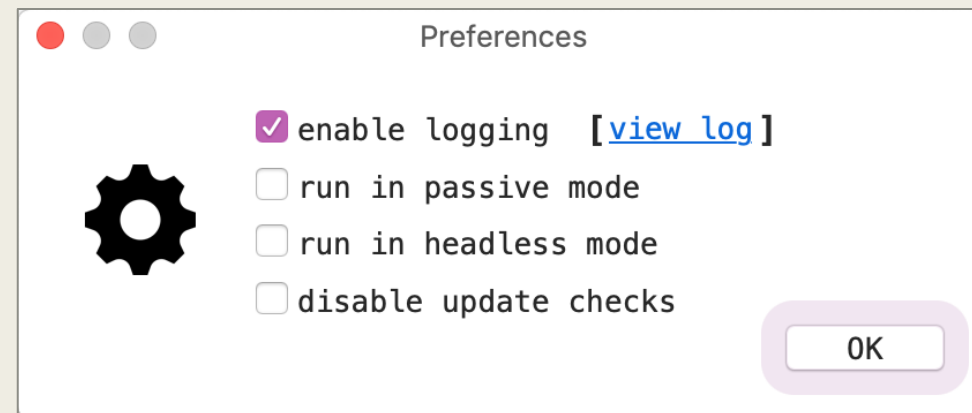 Preferences
enable logging [view log]
run in passive mode
run in headless mode
disable update checks
OK